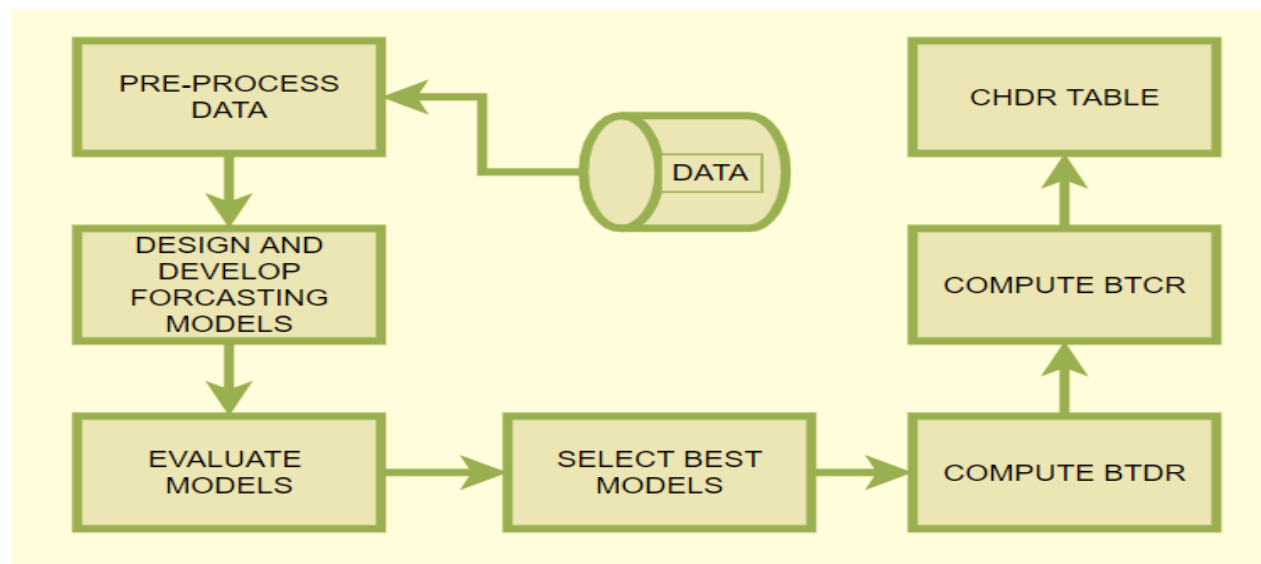 PRE-PROCESS
DATA
DATA
CHDR TABLE
DESIGN AND
DEVELOP
FORCASTING
MODELS
COMPUTE BTCR
EVALUATE
MODELS
SELECT BEST
MODELS
COMPUTE BTDR